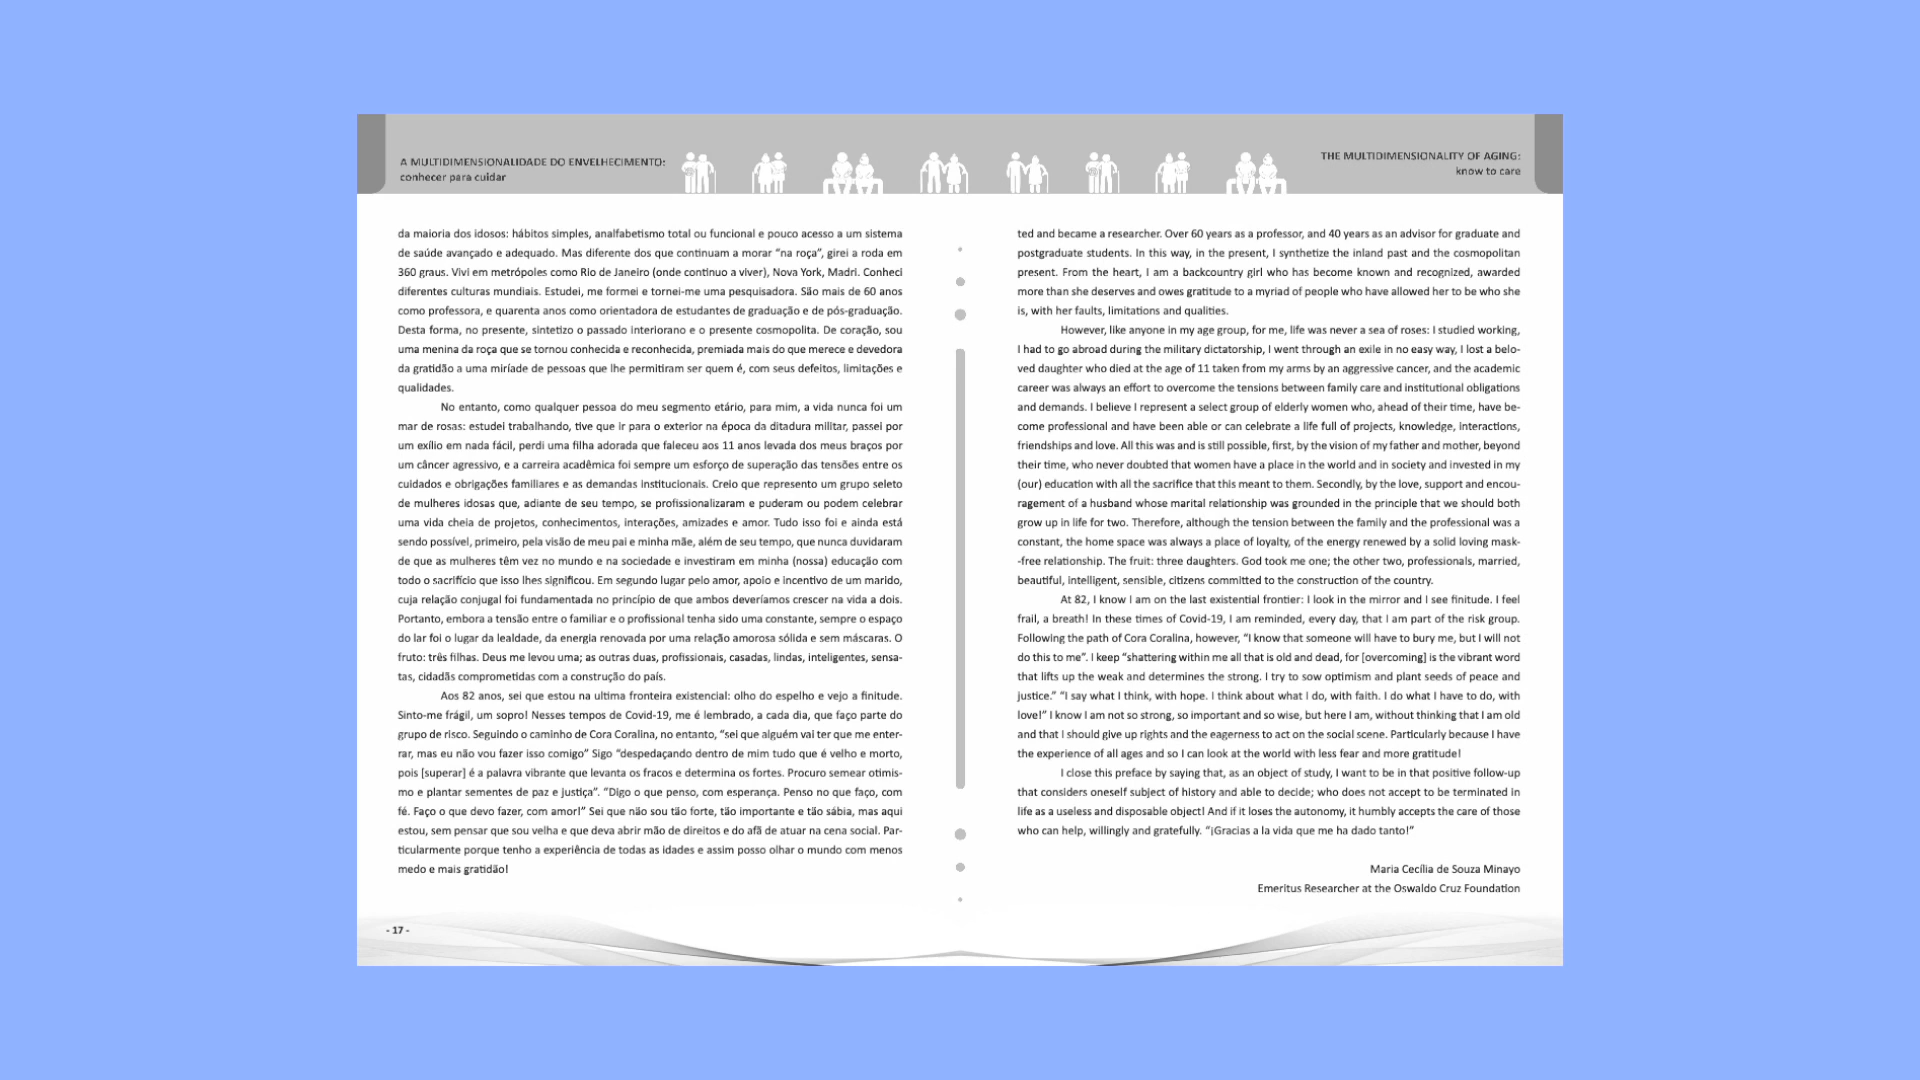 A MULTIDIMENSIONALIDADE DO ENVELHECIMENTO:
conhecer para cuidar
THE MULTIDIMENSIONALITY OF AGING:
know to care
da maioria dos idosos: hábitos simples, analfabetismo total ou funcional e pouco acesso a um sistema
de saúde avançado e adequado. Mas diferente dos que continuam a morar “na roça”, girei a roda em
360 graus. Vivi em metrópoles como Rio de Janeiro (onde continuo a viver), Nova York, Madri. Conheci
diferentes culturas mundiais. Estudei, me formei e tornei-me uma pesquisadora. São mais de 60 anos
como professora, e quarenta anos como orientadora de estudantes de graduação e de pós-graduação.
Desta forma, no presente, sintetizo o passado interiorano e o presente cosmopolita. De coração, sou
uma menina da roça que se tornou conhecida e reconhecida, premiada mais do que merece e devedora
da gratidão a uma miríade de pessoas que lhe permitiram ser quem é, com seus defeitos, limitações e
qualidades.
No entanto, como qualquer pessoa do meu segmento etário, para mim, a vida nunca foi um
mar de rosas: estudei trabalhando, tive que ir para o exterior na época da ditadura militar, passei por
um exílio em nada fácil, perdi uma filha adorada que faleceu aos 11 anos levada dos meus braços por
um câncer agressivo, e a carreira acadêmica foi sempre um esforço de superação das tensões entre os
cuidados e obrigações familiares e as demandas institucionais. Creio que represento um grupo seleto
de mulheres idosas que, adiante de seu tempo, se profissionalizaram e puderam ou podem celebrar
uma vida cheia de projetos, conhecimentos, interações, amizades e amor. Tudo isso foi e ainda está
sendo possível, primeiro, pela visão de meu pai e minha mãe, além de seu tempo, que nunca duvidaram
de que as mulheres têm vez no mundo e na sociedade e investiram em minha (nossa) educação com
todo o sacrifício que isso lhes significou. Em segundo lugar pelo amor, apoio e incentivo de um marido,
cuja relação conjugal foi fundamentada no princípio de que ambos deveríamos crescer na vida a dois.
Portanto, embora a tensão entre o familiar e o profissional tenha sido uma constante, sempre o espaço
do lar foi o lugar da lealdade, da energia renovada por uma relação amorosa sólida e sem máscaras. O
fruto: três filhas. Deus me levou uma; as outras duas, profissionais, casadas, lindas, inteligentes, sensa-
tas, cidadãs comprometidas com a construção do país.
Aos 82 anos, sei que estou na ultima fronteira existencial: olho do espelho e vejo a finitude.
Sinto-me frágil, um sopro! Nesses tempos de Covid-19, me é lembrado, a cada dia, que faço parte do
grupo de risco. Seguindo o caminho de Cora Coralina, no entanto, “sei que alguém vai ter que me enter-
rar, mas eu não vou fazer isso comigo” Sigo “despedaçando dentro de mim tudo que é velho e morto,
pois [superar] é a palavra vibrante que levanta os fracos e determina os fortes. Procuro semear otimis-
mo e plantar sementes de paz e justiça”. “Digo o que penso, com esperança. Penso no que faço, com
fé. Faço o que devo fazer, com amor!” Sei que não sou tão forte, tão importante e tão sábia, mas aqui
estou, sem pensar que sou velha e que deva abrir mão de direitos e do afã de atuar na cena social. Par-
ticularmente porque tenho a experiência de todas as idades e assim posso olhar o mundo com menos
medo e mais gratidão!
ted and became a researcher. Over 60 years as a professor, and 40 years as an advisor for graduate and
postgraduate students. In this way, in the present, I synthetize the inland past and the cosmopolitan
present. From the heart, I am a backcountry girl who has become known and recognized, awarded
more than she deserves and owes gratitude to a myriad of people who have allowed her to be who she
is, with her faults, limitations and qualities.
However, like anyone in my age group, for me, life was never a sea of roses: I studied working,
I had to go abroad during the military dictatorship, I went through an exile in no easy way, I lost a belo-
ved daughter who died at the age of 11 taken from my arms by an aggressive cancer, and the academic
career was always an effort to overcome the tensions between family care and institutional obligations
and demands. I believe I represent a select group of elderly women who, ahead of their time, have be-
come professional and have been able or can celebrate a life full of projects, knowledge, interactions,
friendships and love. All this was and is still possible, first, by the vision of my father and mother, beyond
their time, who never doubted that women have a place in the world and in society and invested in my
(our) education with all the sacrifice that this meant to them. Secondly, by the love, support and encou-
ragement of a husband whose marital relationship was grounded in the principle that we should both
grow up in life for two. Therefore, although the tension between the family and the professional was a
constant, the home space was always a place of loyalty, of the energy renewed by a solid loving mask-
-free relationship. The fruit: three daughters. God took me one; the other two, professionals, married,
beautiful, intelligent, sensible, citizens committed to the construction of the country.
At 82, I know I am on the last existential frontier: I look in the mirror and I see finitude. I feel
frail, a breath! In these times of Covid-19, I am reminded, every day, that I am part of the risk group.
Following the path of Cora Coralina, however, “I know that someone will have to bury me, but I will not
do this to me”. I keep “shattering within me all that is old and dead, for [overcoming] is the vibrant word
that lifts up the weak and determines the strong. I try to sow optimism and plant seeds of peace and
justice.” “I say what I think, with hope. I think about what I do, with faith. I do what I have to do, with
love!” I know I am not so strong, so important and so wise, but here I am, without thinking that I am old
and that I should give up rights and the eagerness to act on the social scene. Particularly because I have
the experience of all ages and so I can look at the world with less fear and more gratitude!
I close this preface by saying that, as an object of study, I want to be in that positive follow-up
that considers oneself subject of history and able to decide; who does not accept to be terminated in
life as a useless and disposable object! And if it loses the autonomy, it humbly accepts the care of those
who can help, willingly and gratefully. “¡Gracias a la vida que me ha dado tanto!”
Maria Cecília de Souza Minayo
Emeritus Researcher at the Oswaldo Cruz Foundation
- 17 -